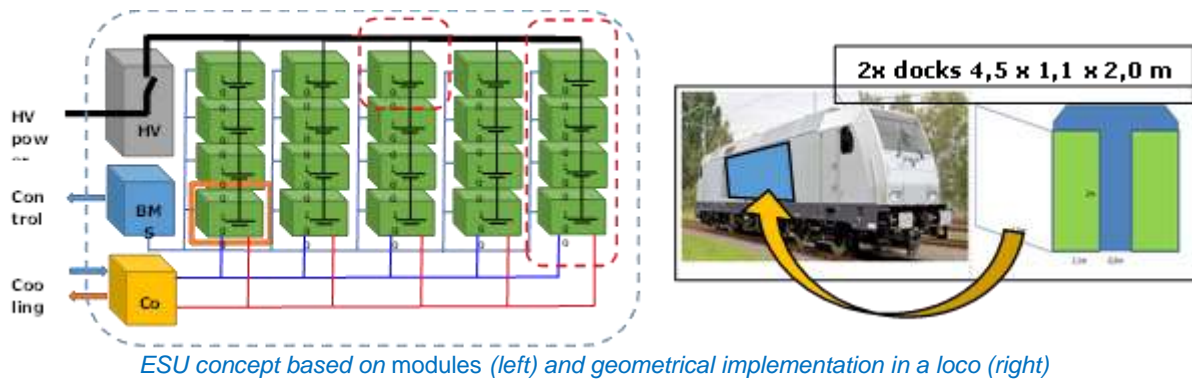 2x docks 4,5 x 1,1 x 2,0 m
HV
HV
pow
Con
trol
BM
S
Coo
ling
Co
ESU concept based on modules (left) and geometrical implementation in a loco (right)